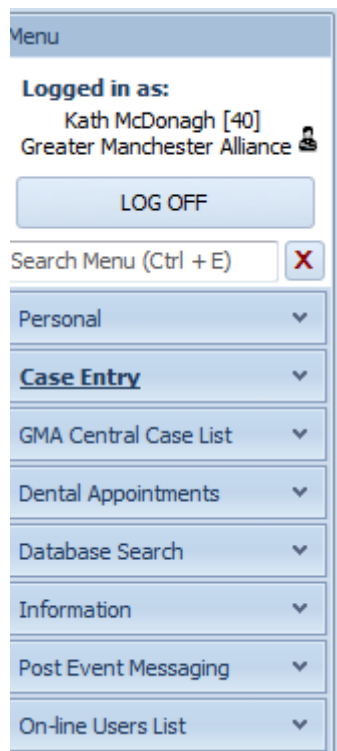 Menu
Logged in as:
Kath McDonagh [40]
Greater Manchester Alliance
LOG OFF
Search Menu (Ctrl + E)
X
Personal
Case Entry
GMA Central Case List
Dental Appointments
Database Search
Information
Post Event Messaging
On-line Users List